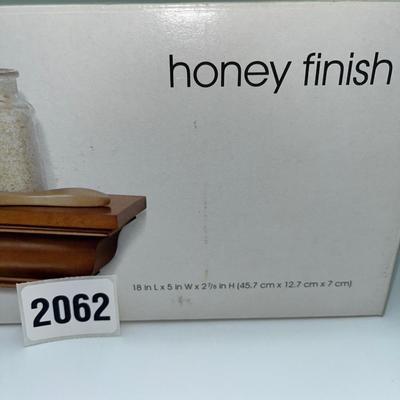 honey finish
18 in L x 5 in W x 2 7/8 in H (45.7 cm x 12.7 cm x 7 cm)
2062